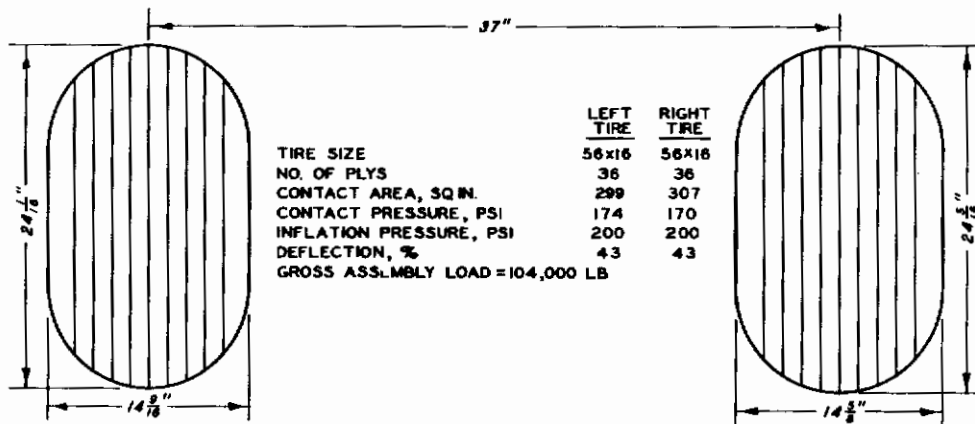 37"
LEFT TIRE RIGHT TIRE
TIRE SIZE 56x16 56x16
NO. OF PLYS 36 36
CONTACT AREA, SQ IN. 299 307
CONTACT PRESSURE, PSI 174 170
INFLATION PRESSURE, PSI 200 200
DEFLECTION, % 43 43
GROSS ASSEMBLY LOAD = 104,000 LB
24 1/16"
24 5/16"
14 9/16"
14 5/8"